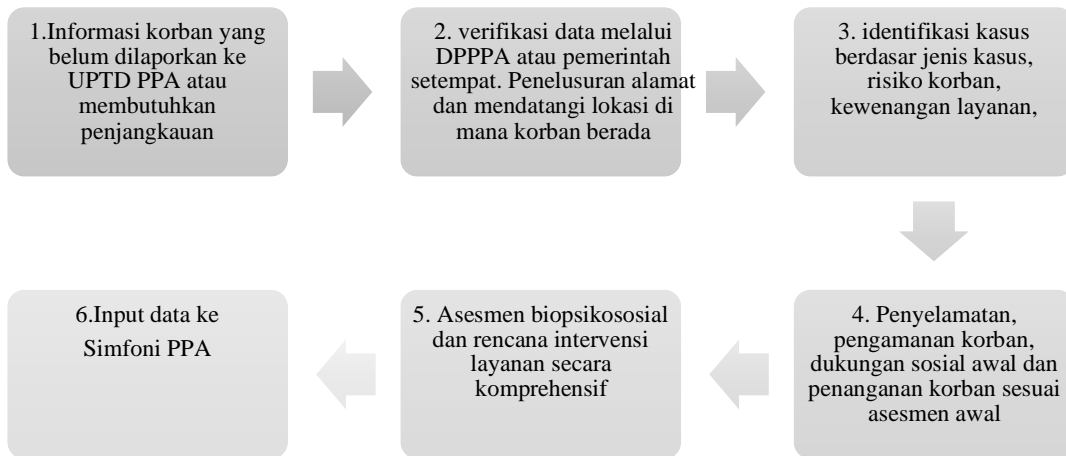 1.Informasi korban yang
belum dilaporkan ke
UPTD PPA atau
membutuhkan
penjangkauan
2. verifikasi data melalui
DPPPA atau pemerintah
setempat. Penelusuran alamat
dan mendatangi lokasi di
mana korban berada
3. identifikasi kasus
berdasar jenis kasus,
risiko korban,
kewenangan layanan,
4. Penyelamatan,
pengamanan korban,
dukungan sosial awal dan
penanganan korban sesuai
asesmen awal
5. Asesmen biopsikososial
dan rencana intervensi
layanan secara
komprehensif
6.Input data ke
Simfoni PPA